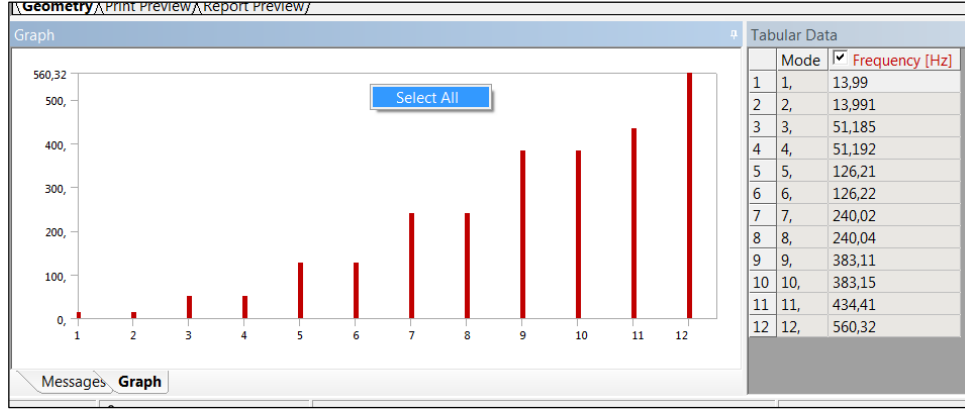 Geometry Print Preview Report Preview
Graph
560,32
500,
400,
300,
200,
100,
0,
Select All
1 2 3 4 5 6 7 8 9 10 11 12
Messages Graph
Tabular Data
Mode Frequency [Hz]
1 1, 13,99
2 2, 13,991
3 3, 51,185
4 4, 51,192
5 5, 126,21
6 6, 126,22
7 7, 240,02
8 8, 240,04
9 9, 383,11
10 10, 383,15
11 11, 434,41
12 12, 560,32